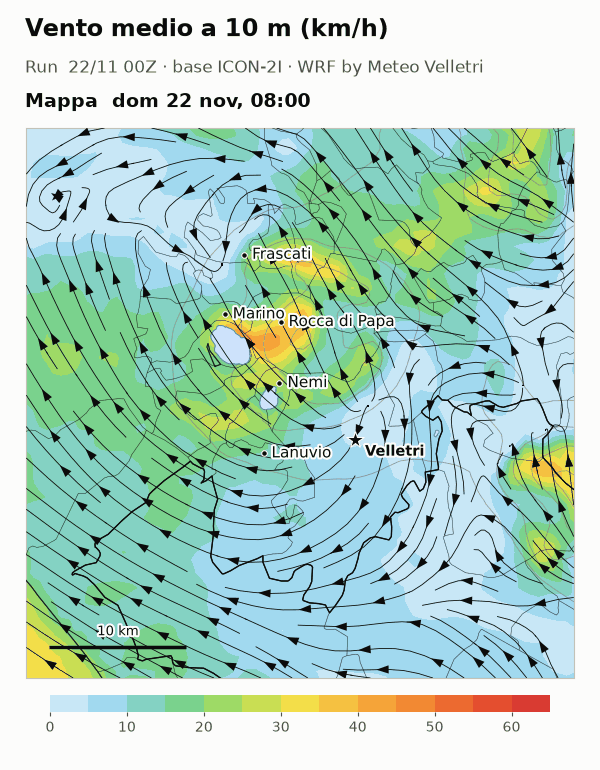 Vento medio a 10 m (km/h)
Run  22/11 00Z · base ICON-2I · WRF by Meteo Velletri
Mappa  dom 22 nov, 08:00
Frascati
Marino
Rocca di Papa
Nemi
Velletri
Lanuvio
10 km
0 10 20 30 40 50 60